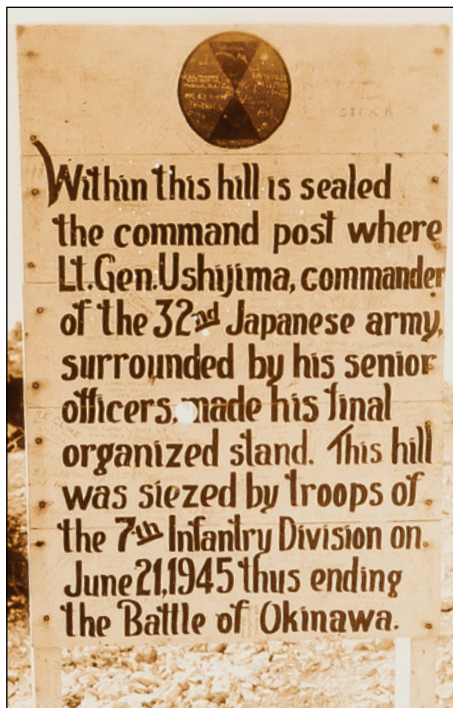 Within this hill is sealed
the command post where
Lt.Gen.Ushijima, commander
of the 32nd Japanese army,
surrounded by his senior
officers, made his final
organized stand. This hill
was siezed by troops of
the 7th Infantry Division on
June 21, 1945 thus ending
the Battle of Okinawa.